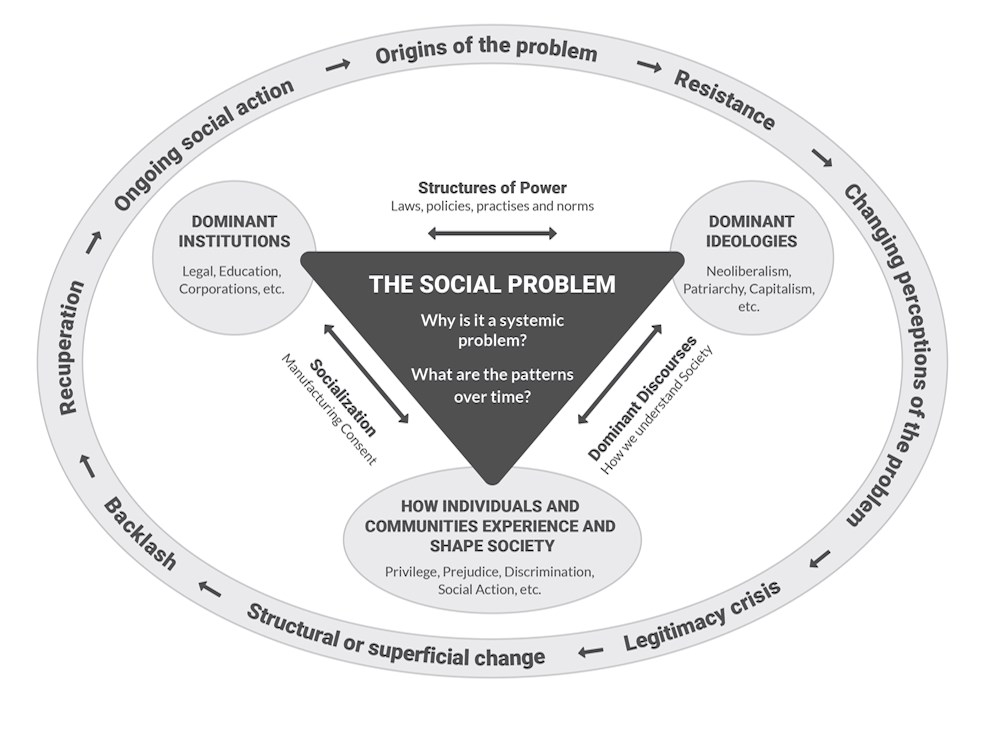 Origins of the problem
Resistance
Changing perceptions of the problem
Legitimacy crisis
Structural or superficial change
Backlash
Recuperation
Ongoing social action
Structures of Power
Laws, policies, practises and norms
DOMINANT
INSTITUTIONS
Legal, Education,
Corporations, etc.
DOMINANT
IDEOLOGIES
Neoliberalism,
Patriarchy, Capitalism,
etc.
THE SOCIAL PROBLEM
Why is it a systemic
problem?
What are the patterns
over time?
Socialization
Manufacturing Consent
Dominant Discourses
How we understand Society
HOW INDIVIDUALS AND
COMMUNITIES EXPERIENCE AND
SHAPE SOCIETY
Privilege, Prejudice, Discrimination,
Social Action, etc.